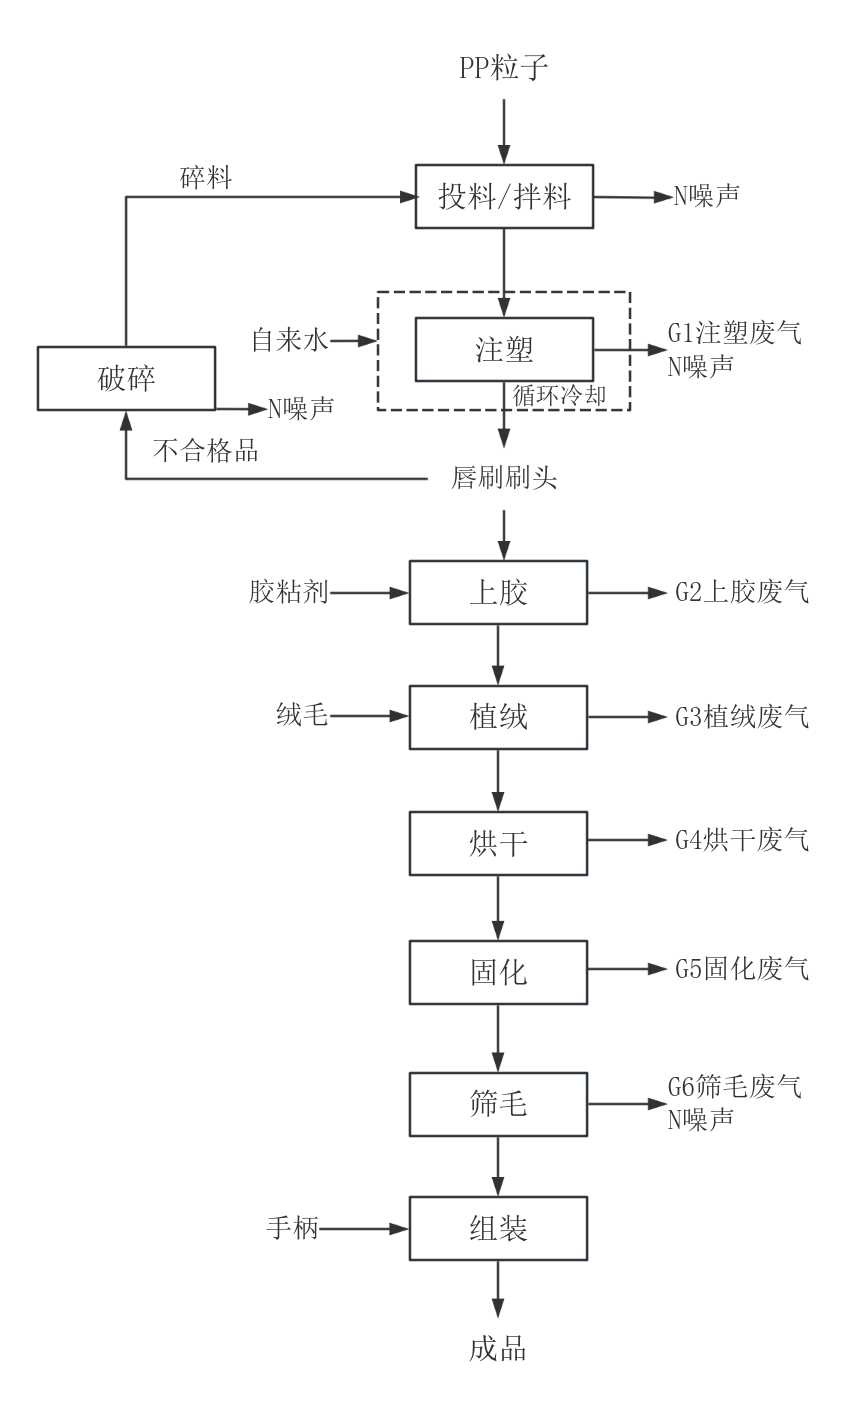 PP粒子
碎料
投料/拌料
N噪声
自来水
注塑
G1注塑废气
N噪声
破碎
循环冷却
N噪声
不合格品
唇刷刷头
胶粘剂
上胶
G2上胶废气
绒毛
植绒
G3植绒废气
烘干
G4烘干废气
固化
G5固化废气
筛毛
G6筛毛废气
N噪声
手柄
组装
成品